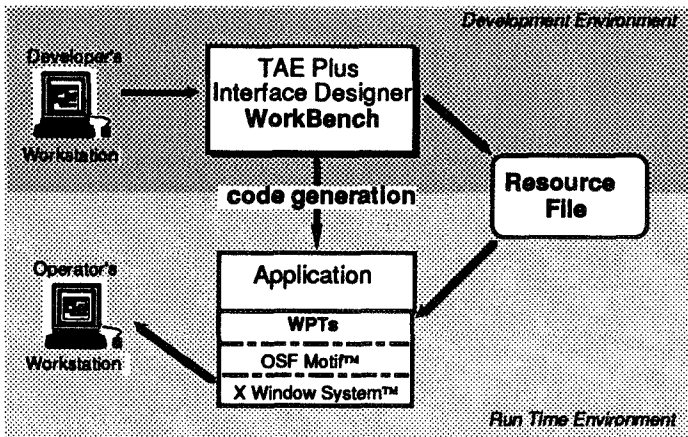 Development Environment
Developer's
Workstation
TAE Plus
Interface Designer
WorkBench
code generation
Resource
File
Operator's
Workstation
Application
WPTs
OSF Motif™
X Window System™
Run Time Environment